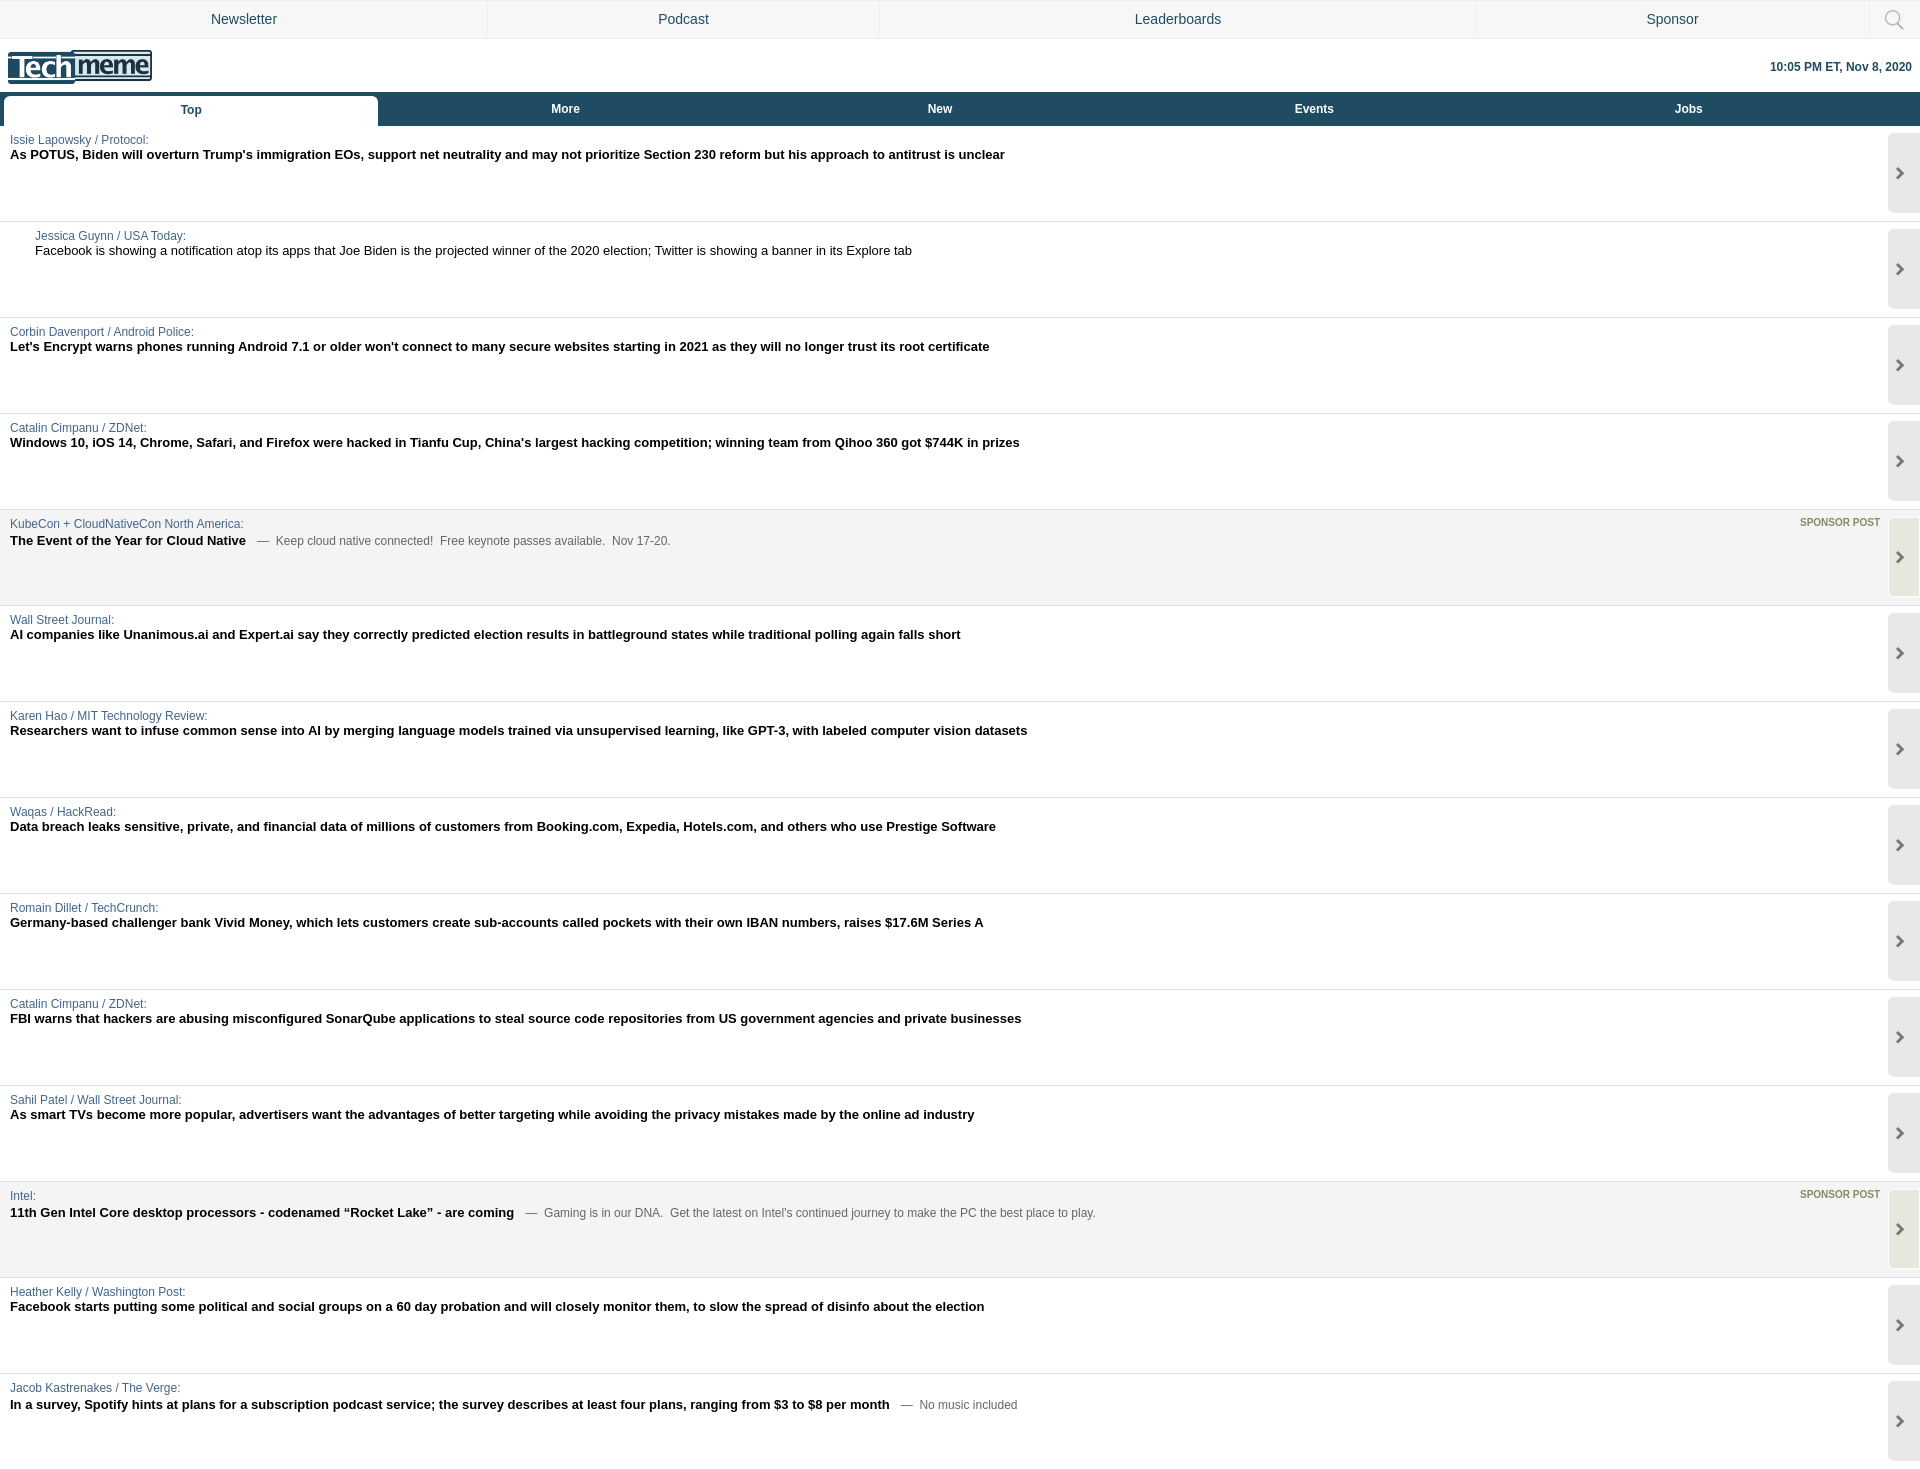 Newsletter
Podcast
Leaderboards
Sponsor
Techmeme
10:05 PM ET, Nov 8, 2020
Top
More
New
Events
Jobs
Issie Lapowsky / Protocol:
As POTUS, Biden will overturn Trump's immigration EOs, support net neutrality and may not prioritize Section 230 reform but his approach to antitrust is unclear
Jessica Guynn / USA Today:
Facebook is showing a notification atop its apps that Joe Biden is the projected winner of the 2020 election; Twitter is showing a banner in its Explore tab
Corbin Davenport / Android Police:
Let's Encrypt warns phones running Android 7.1 or older won't connect to many secure websites starting in 2021 as they will no longer trust its root certificate
Catalin Cimpanu / ZDNet:
Windows 10, iOS 14, Chrome, Safari, and Firefox were hacked in Tianfu Cup, China's largest hacking competition; winning team from Qihoo 360 got $744K in prizes
KubeCon + CloudNativeCon North America:
SPONSOR POST
The Event of the Year for Cloud Native — Keep cloud native connected! Free keynote passes available. Nov 17-20.
Wall Street Journal:
AI companies like Unanimous.ai and Expert.ai say they correctly predicted election results in battleground states while traditional polling again falls short
Karen Hao / MIT Technology Review:
Researchers want to infuse common sense into AI by merging language models trained via unsupervised learning, like GPT-3, with labeled computer vision datasets
Waqas / HackRead:
Data breach leaks sensitive, private, and financial data of millions of customers from Booking.com, Expedia, Hotels.com, and others who use Prestige Software
Romain Dillet / TechCrunch:
Germany-based challenger bank Vivid Money, which lets customers create sub-accounts called pockets with their own IBAN numbers, raises $17.6M Series A
Catalin Cimpanu / ZDNet:
FBI warns that hackers are abusing misconfigured SonarQube applications to steal source code repositories from US government agencies and private businesses
Sahil Patel / Wall Street Journal:
As smart TVs become more popular, advertisers want the advantages of better targeting while avoiding the privacy mistakes made by the online ad industry
Intel:
SPONSOR POST
11th Gen Intel Core desktop processors - codenamed “Rocket Lake” - are coming — Gaming is in our DNA. Get the latest on Intel's continued journey to make the PC the best place to play.
Heather Kelly / Washington Post:
Facebook starts putting some political and social groups on a 60 day probation and will closely monitor them, to slow the spread of disinfo about the election
Jacob Kastrenakes / The Verge:
In a survey, Spotify hints at plans for a subscription podcast service; the survey describes at least four plans, ranging from $3 to $8 per month — No music included